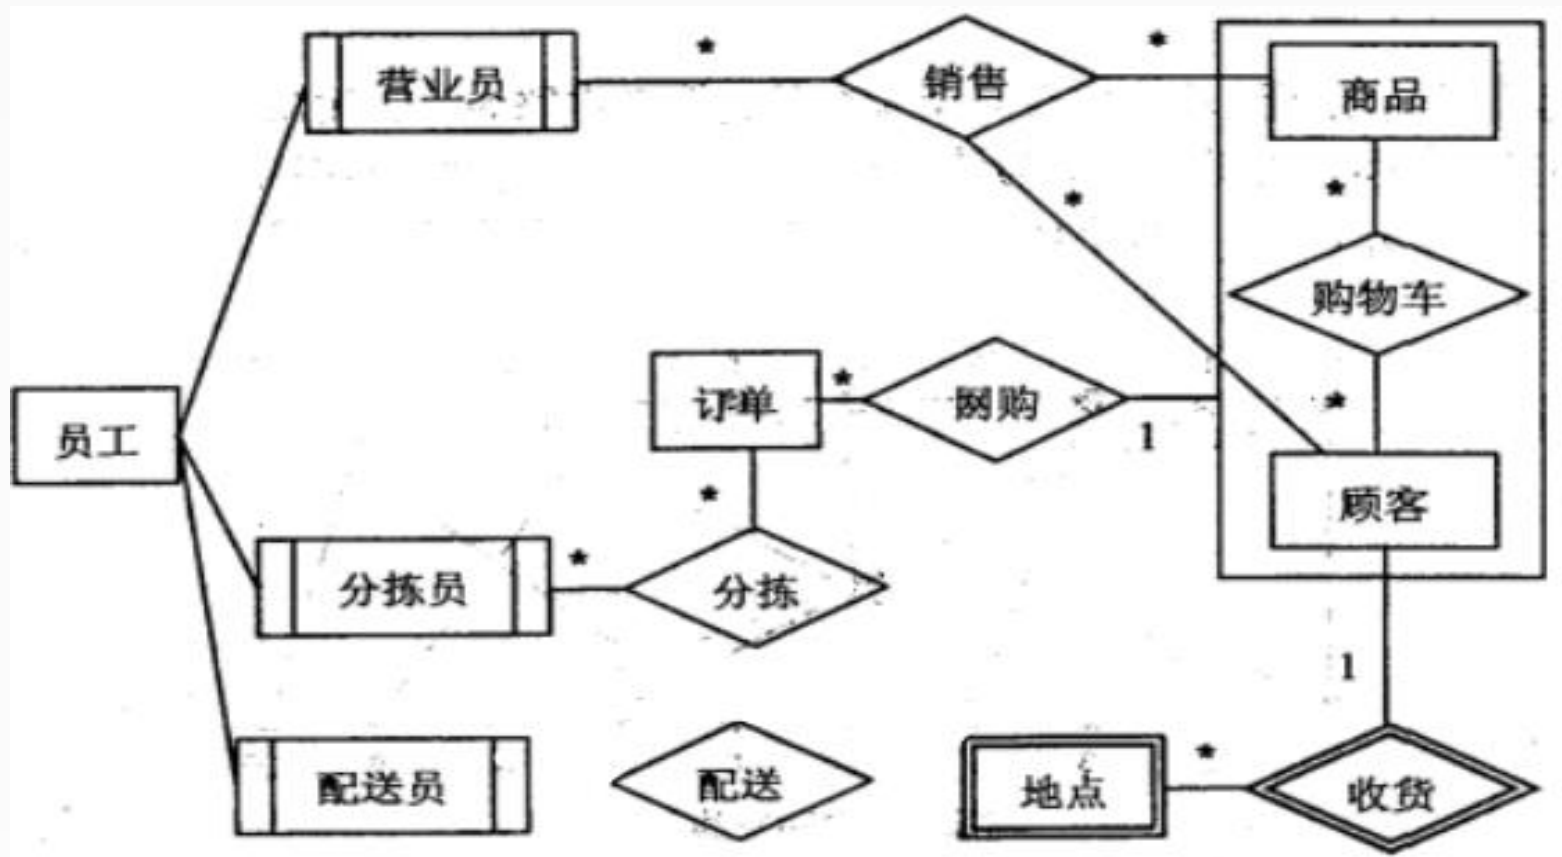 营业员
*
销售
*
商品
*
*
购物车
订单
*
网购
1
*
员工
顾客
*
分拣员
*
分拣
1
配送员
配送
地点
*
收货